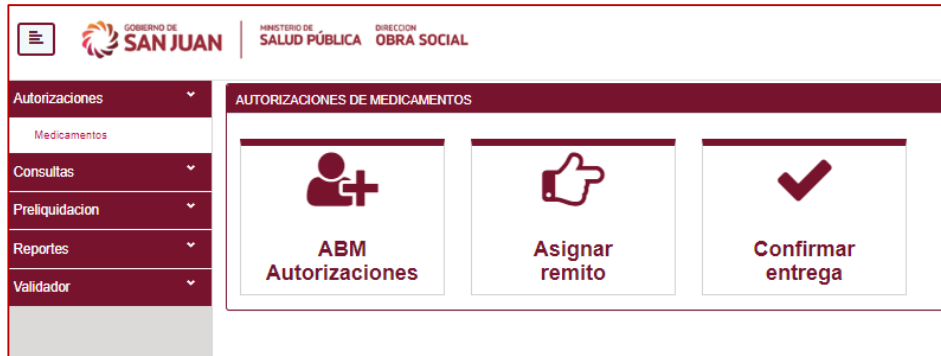 GOBIERNO DE
SAN JUAN
MINISTERIO DE
SALUD PÚBLICA
DIRECCION
OBRA SOCIAL
Autorizaciones
Medicamentos
Consultas
Preliquidacion
Reportes
Validador
AUTORIZACIONES DE MEDICAMENTOS
ABM
Autorizaciones
Asignar
remito
Confirmar
entrega